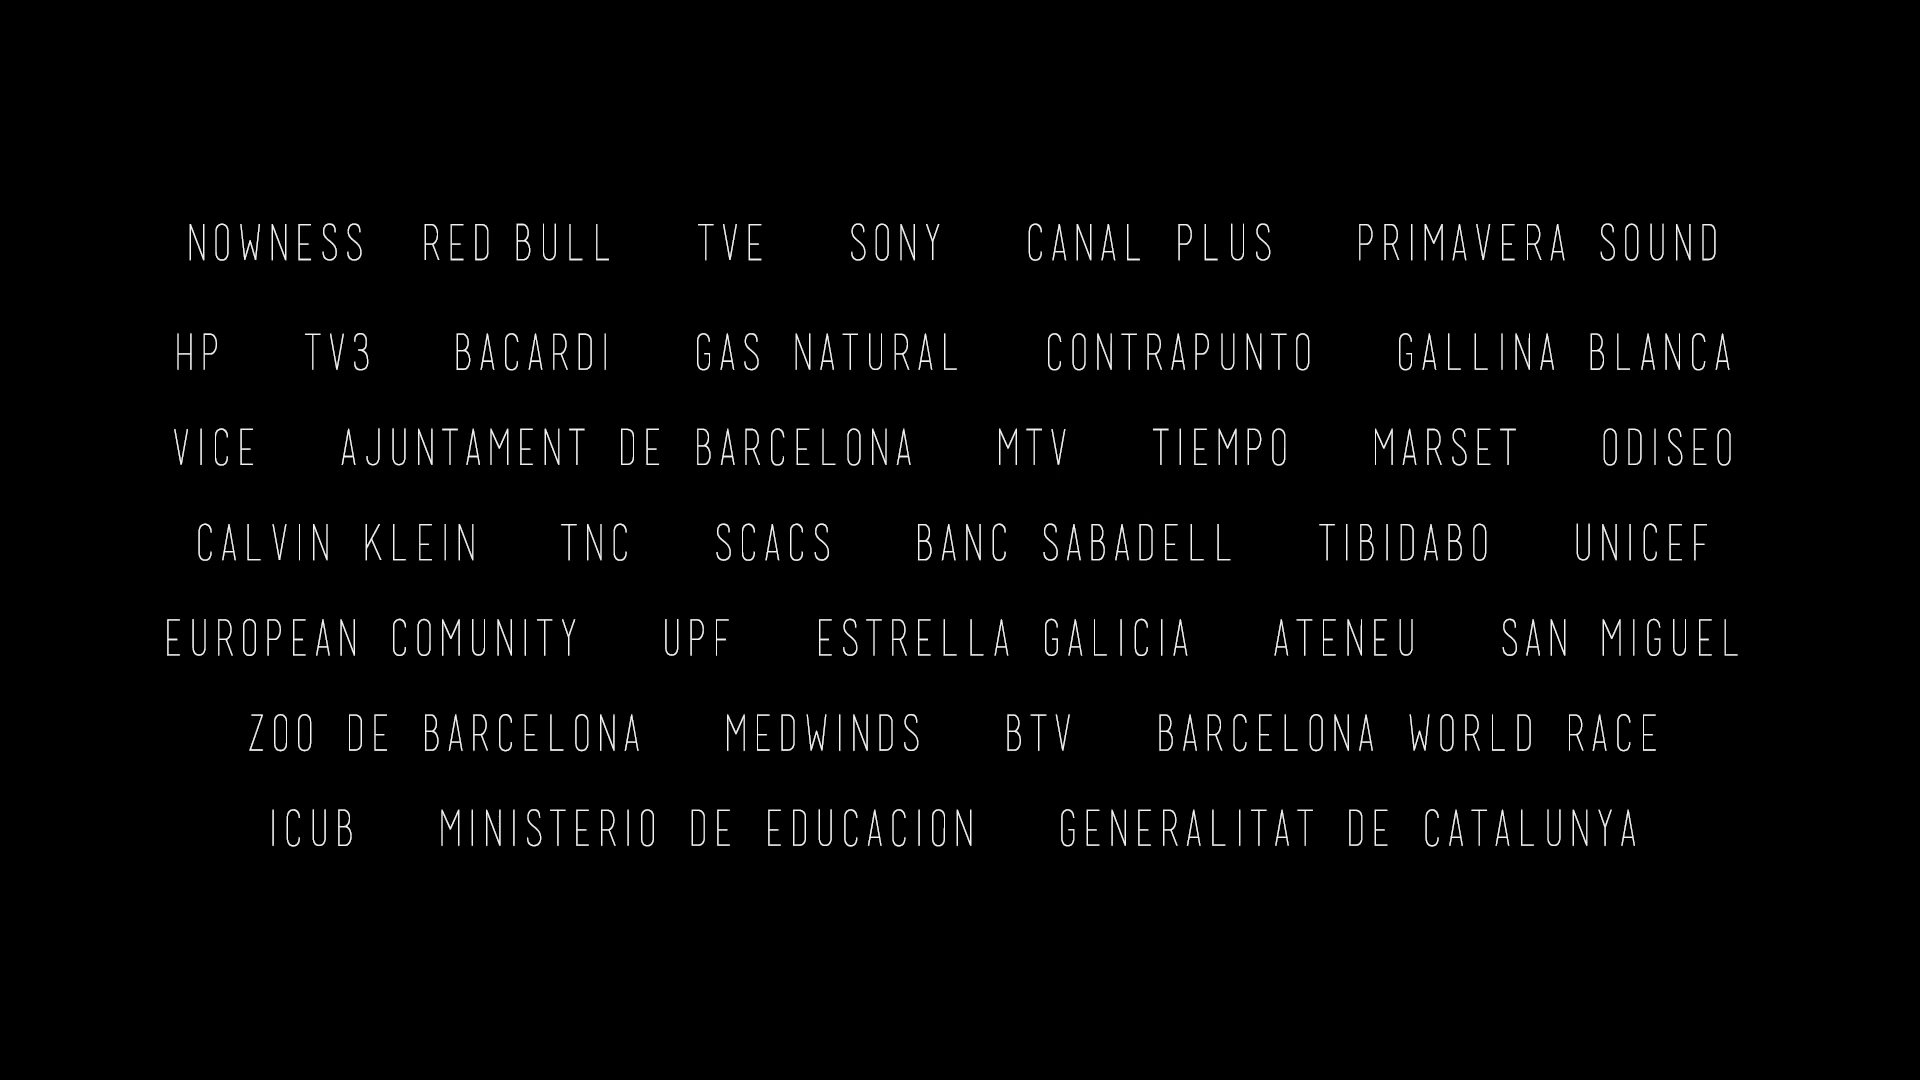 NOWNESS RED BULL TVE SONY CANAL PLUS PRIMAVERA SOUND
HP TV3 BACARDI GAS NATURAL CONTRAPUNTO GALLINA BLANCA
VICE AJUNTAMENT DE BARCELONA MTV TIEMPO MARSET ODISEO
CALVIN KLEIN TNC SCACS BANC SABADELL TIBIDABO UNICEF
EUROPEAN COMUNITY UPF ESTRELLA GALICIA ATENEU SAN MIGUEL
ZOO DE BARCELONA MEDWINDS BTV BARCELONA WORLD RACE
ICUB MINISTERIO DE EDUCACION GENERALITAT DE CATALUNYA